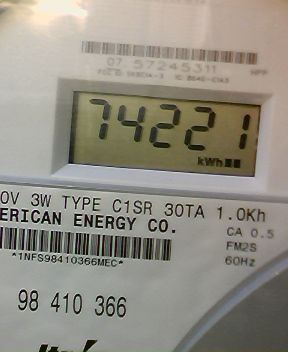 07 57245311 HPP
74221
kWh
0V 3W TYPE C1SR 30TA 1.0Kh
ERICAN ENERGY CO.
CA 0.5
FM2S
*1NFS98410366MEC*
60Hz
98 410 366